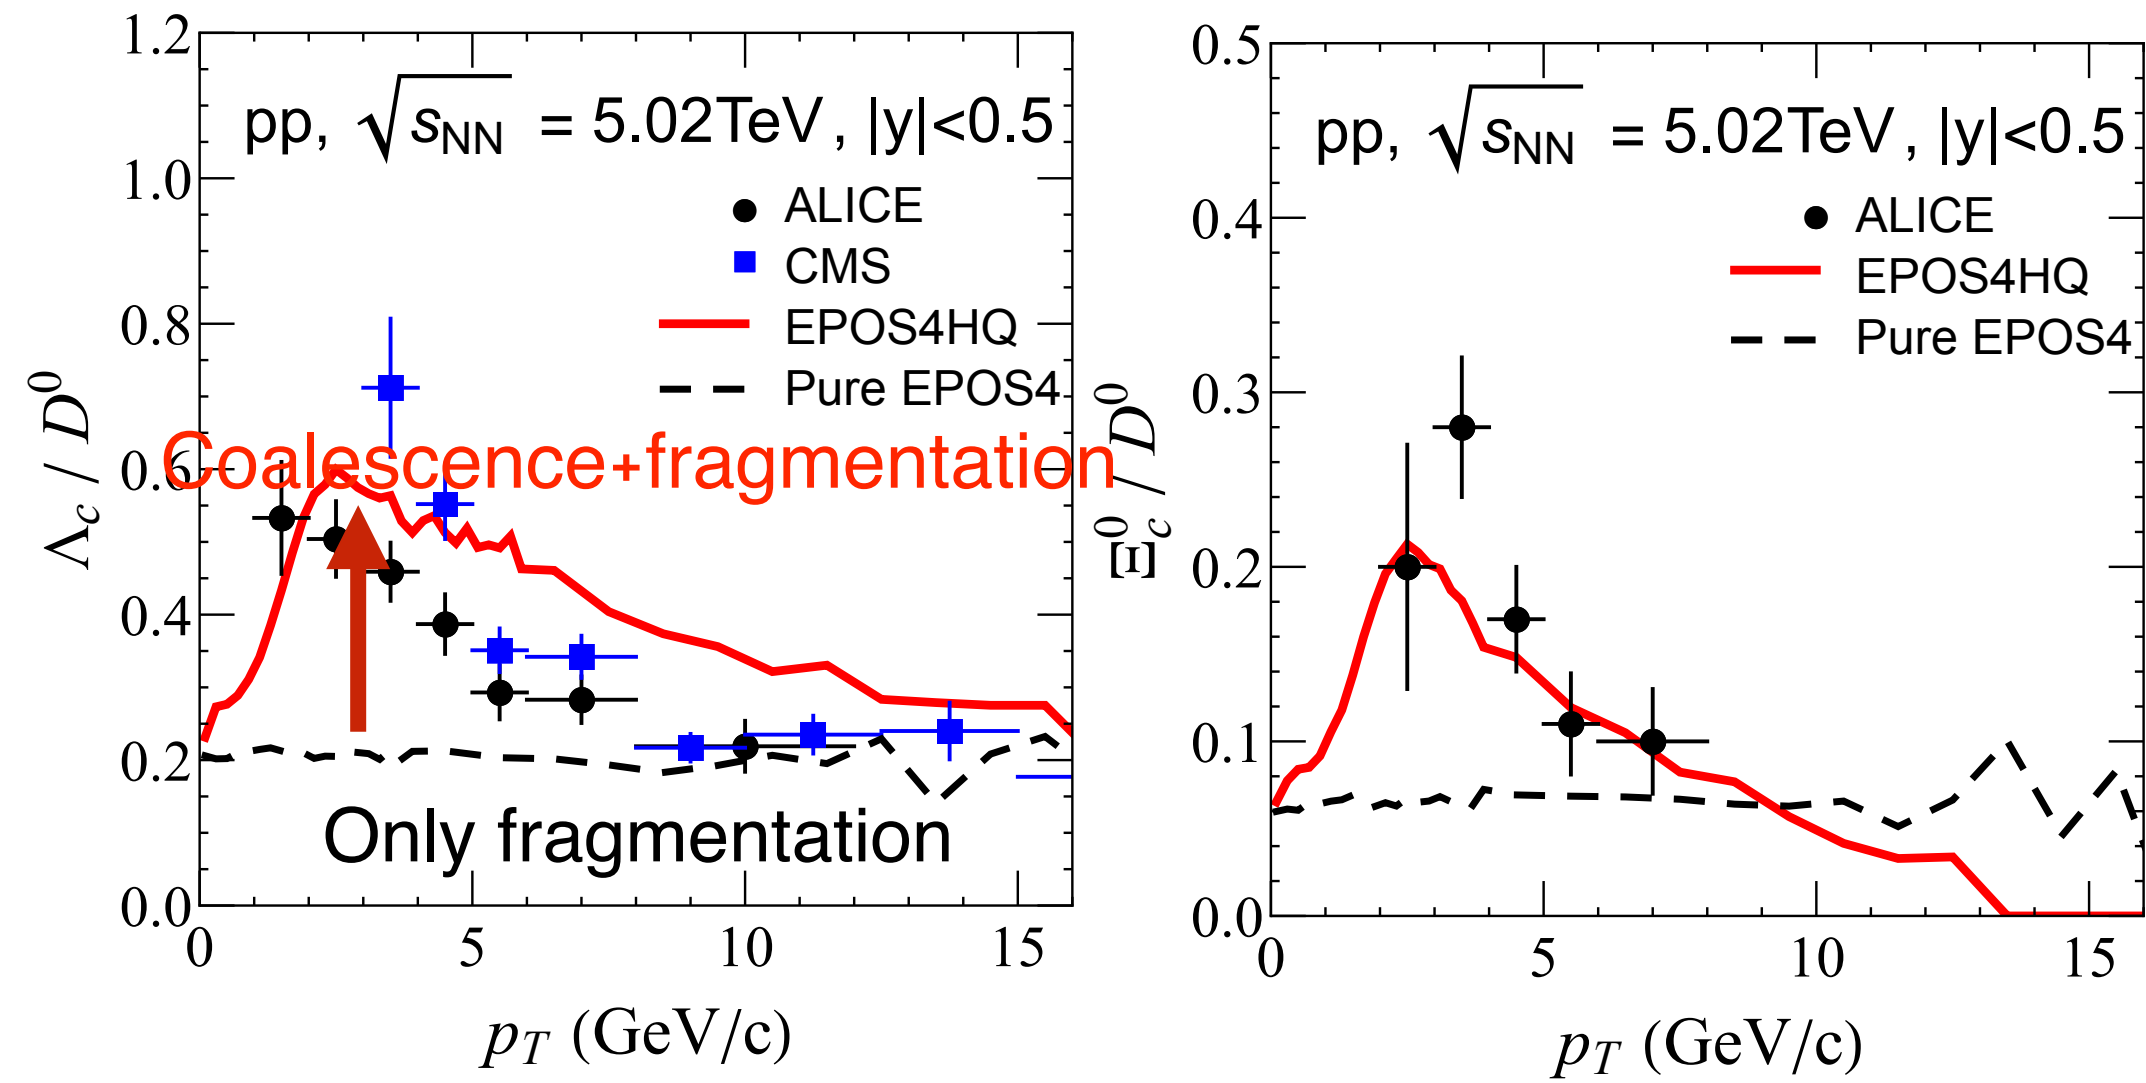 1.2
1.0
0.8
0.6
0.4
0.2
0.0
Λc / D⁰
pp, √sNN = 5.02TeV, |y|<0.5
ALICE
CMS
EPOS4HQ
Pure EPOS4
Coalescence+fragmentation
Only fragmentation
0 5 10 15
pT (GeV/c)
0.5
0.4
0.3
0.2
0.1
0.0
Ξc⁰ / D⁰
pp, √sNN = 5.02TeV, |y|<0.5
ALICE
EPOS4HQ
Pure EPOS4
0 5 10 15
pT (GeV/c)